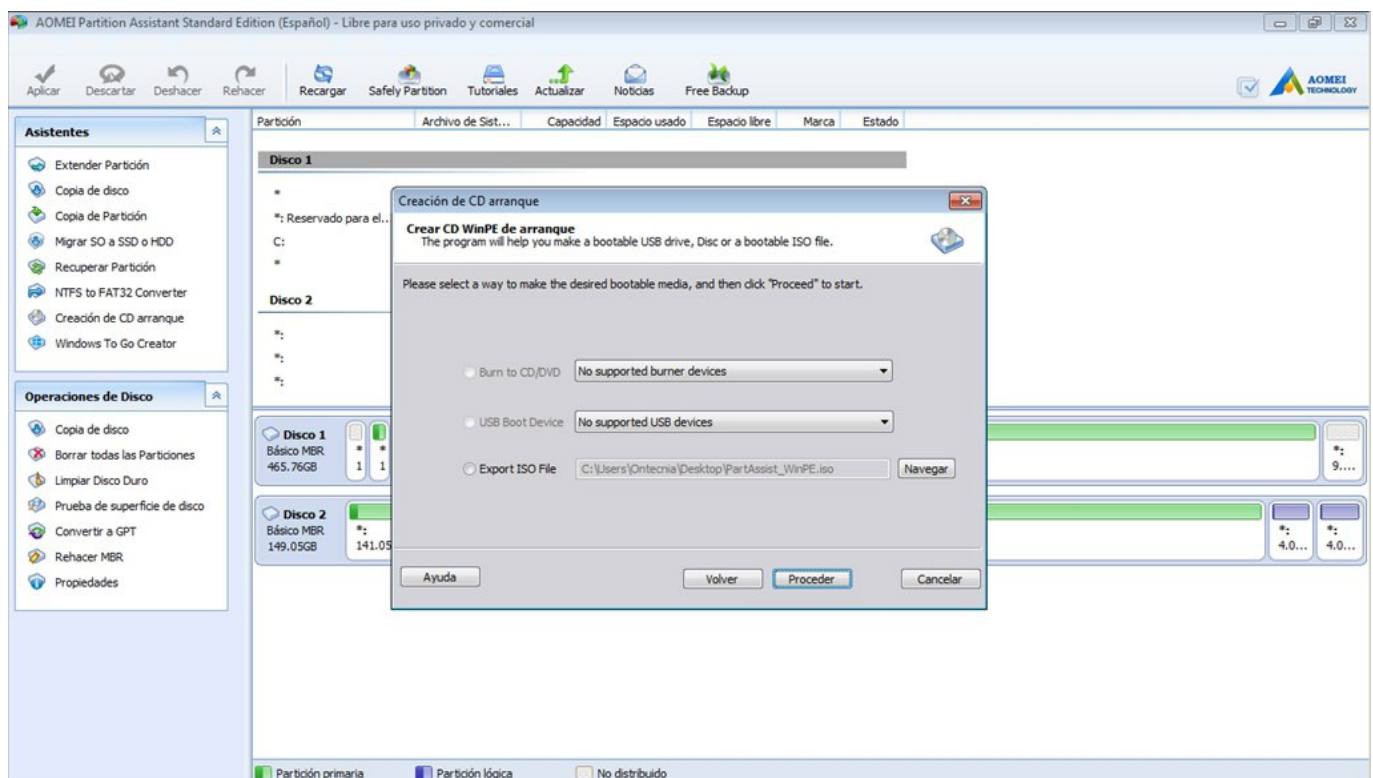 AOMEI Partition Assistant Standard Edition (Español) - Libre para uso privado y comercial
Aplicar Descartar Deshacer Rehacer Recargar Safely Partition Tutoriales Actualizar Noticias Free Backup
AOMEI
TECHNOLOGY
Asistentes
Extender Partición
Copia de disco
Copia de Partición
Migrar SO a SSD o HDD
Recuperar Partición
NTFS to FAT32 Converter
Creación de CD arranque
Windows To Go Creator
Operaciones de Disco
Copia de disco
Borrar todas las Particiones
Limpiar Disco Duro
Prueba de superficie de disco
Convertir a GPT
Rehacer MBR
Propiedades
Partición Archivo de Sist... Capacidad Espacio usado Espacio libre Marca Estado
Disco 1
*
*: Reservado para el...
C:
*
Disco 2
*:
*:
*:
Creación de CD arranque
Crear CD WinPE de arranque
The program will help you make a bootable USB drive, Disc or a bootable ISO file.
Please select a way to make the desired bootable media, and then click "Proceed" to start.
Burn to CD/DVD No supported burner devices
USB Boot Device No supported USB devices
Export ISO File C:\Users\Ontecnia\Desktop\PartAssist_WinPE.iso Navegar
Ayuda Volver Proceder Cancelar
Disco 1
Básico MBR * * *:
465.76GB 1 1 9....
Disco 2
Básico MBR *: *: *:
149.05GB 141.05 4.0... 4.0...
Partición primaria Partición lógica No distribuido